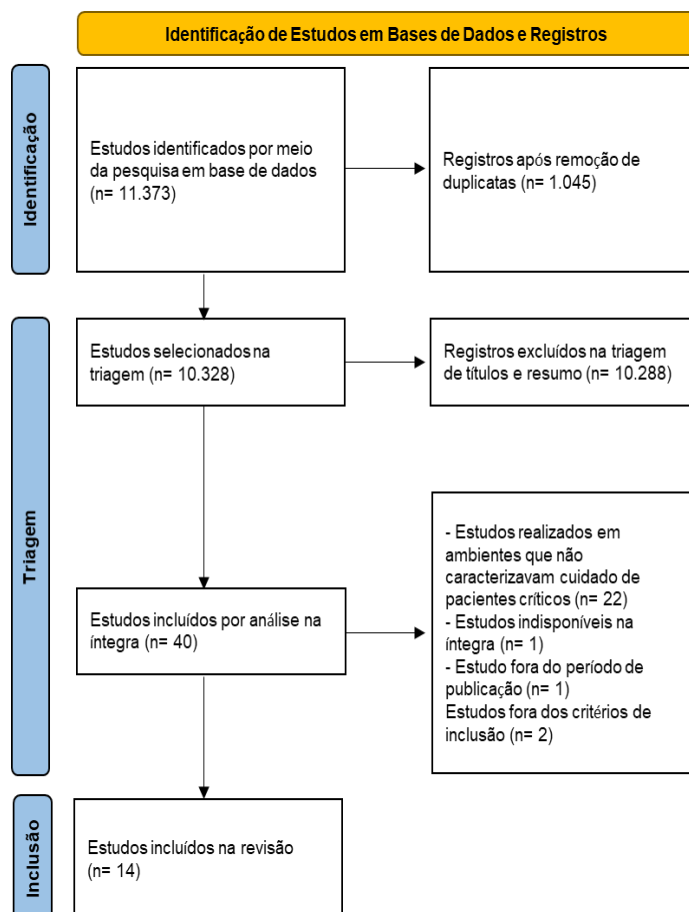 Identificação de Estudos em Bases de Dados e Registros
Identificação
Estudos identificados por meio
da pesquisa em base de dados
(n= 11.373)
Registros após remoção de
duplicatas (n= 1.045)
Triagem
Estudos selecionados na
triagem (n= 10.328)
Registros excluídos na triagem
de títulos e resumo (n= 10.288)
Estudos incluídos por análise na
íntegra (n= 40)
- Estudos realizados em
ambientes que não
caracterizavam cuidado de
pacientes críticos (n= 22)
- Estudos indisponíveis na
íntegra (n= 1)
- Estudo fora do período de
publicação (n= 1)
Estudos fora dos critérios de
inclusão (n= 2)
Inclusão
Estudos incluídos na revisão
(n= 14)